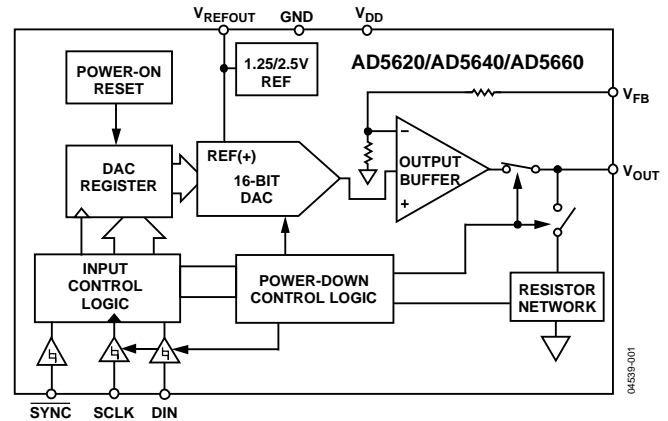 VREFOUT GND VDD
1.25/2.5V
REF
AD5620/AD5640/AD5660
POWER-ON
RESET
VFB
DAC
REGISTER
REF(+)
16-BIT
DAC
–
OUTPUT
BUFFER
+
VOUT
INPUT
CONTROL
LOGIC
POWER-DOWN
CONTROL LOGIC
RESISTOR
NETWORK
SYNC SCLK DIN
04539-001